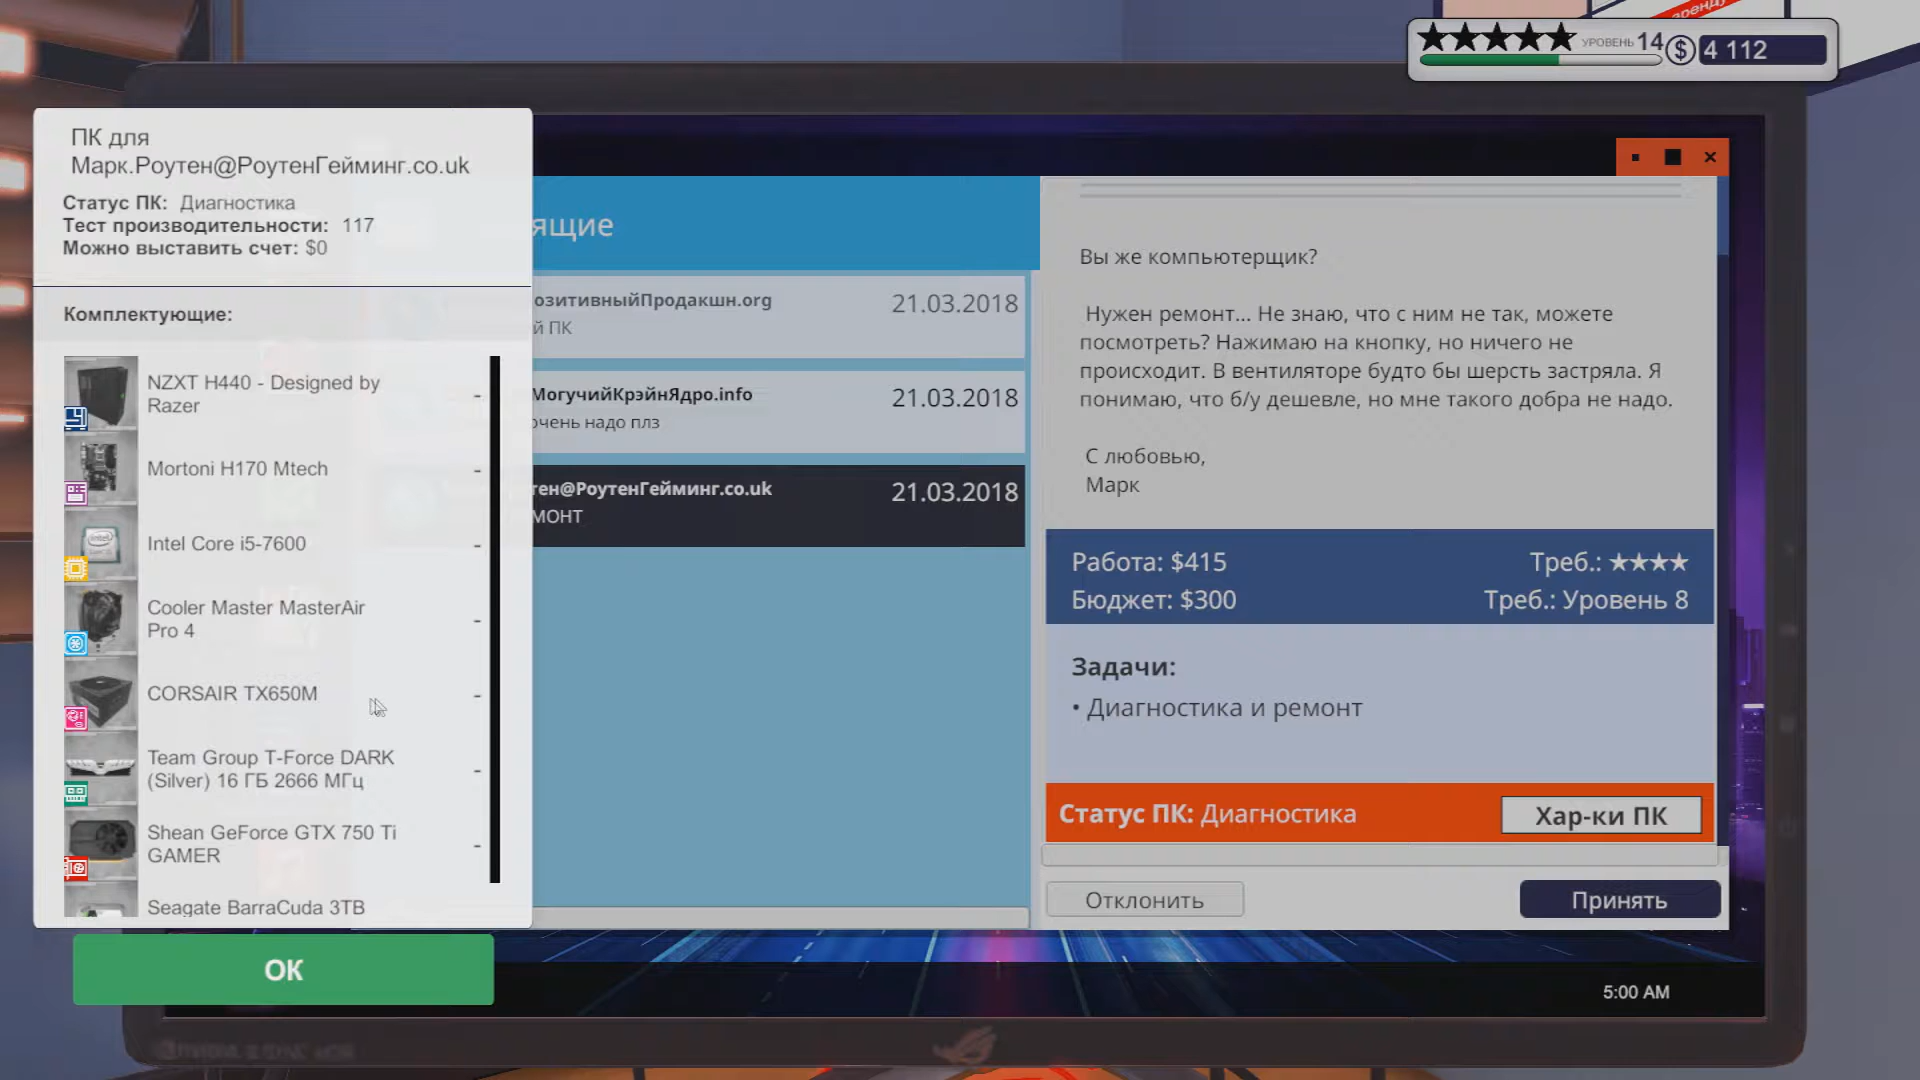 аренду
УРОВЕНЬ 14
$ 4 112
ПК для
Марк.Роутен@РоутенГейминг.co.uk
Статус ПК: Диагностика
Тест производительности: 117
Можно выставить счет: $0
Комплектующие:
NZXT H440 - Designed by
Razer
-
Mortoni H170 Mtech
-
Intel Core i5-7600
-
Cooler Master MasterAir
Pro 4
-
CORSAIR TX650M
-
Team Group T-Force DARK
(Silver) 16 ГБ 2666 МГц
-
Shean GeForce GTX 750 Ti
GAMER
-
Seagate BarraCuda 3TB
OK
ящие
озитивныйПродакшн.org
21.03.2018
й ПК
МогучийКрэйнЯдро.info
21.03.2018
очень надо плз
тен@РоутенГейминг.co.uk
21.03.2018
МОНТ
Вы же компьютерщик?
Нужен ремонт... Не знаю, что с ним не так, можете
посмотреть? Нажимаю на кнопку, но ничего не
происходит. В вентиляторе будто бы шерсть застряла. Я
понимаю, что б/у дешевле, но мне такого добра не надо.
С любовью,
Марк
Работа: $415
Треб.: ★★★★
Бюджет: $300
Треб.: Уровень 8
Задачи:
• Диагностика и ремонт
Статус ПК: Диагностика
Хар-ки ПК
Отклонить
Принять
5:00 AM